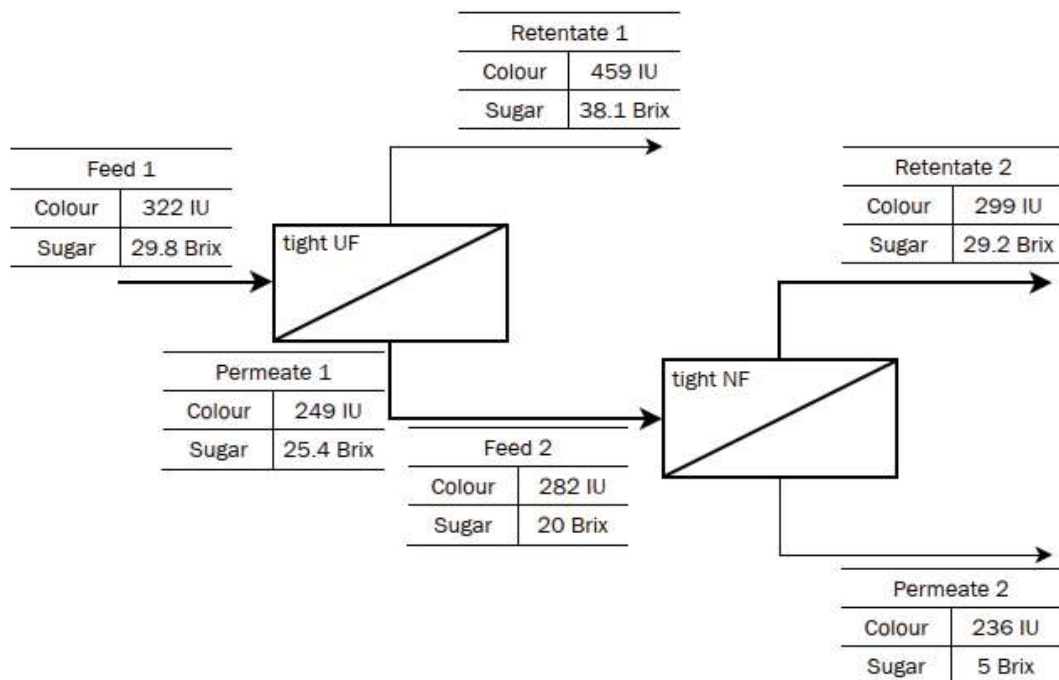 Retentate 1
Colour 459 IU
Sugar 38.1 Brix
Feed 1
Colour 322 IU
Sugar 29.8 Brix
tight UF
Retentate 2
Colour 299 IU
Sugar 29.2 Brix
Permeate 1
Colour 249 IU
Sugar 25.4 Brix
tight NF
Feed 2
Colour 282 IU
Sugar 20 Brix
Permeate 2
Colour 236 IU
Sugar 5 Brix